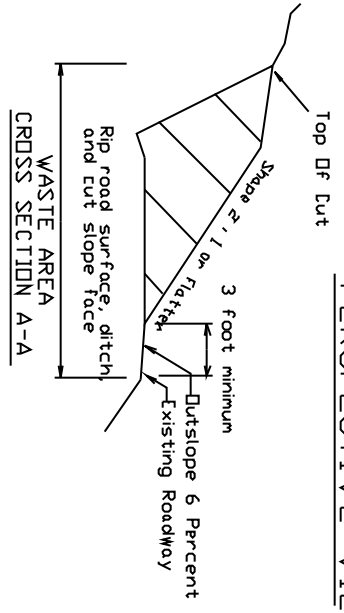 PERSPECTIVE
Top Of Cut
Shape 2 : 1 or flatter
3 foot minimum
Outslope 6 Percent
Existing Roadway
Rip road surface, ditch,
and cut slope face
WASTE AREA
CROSS SECTION A-A